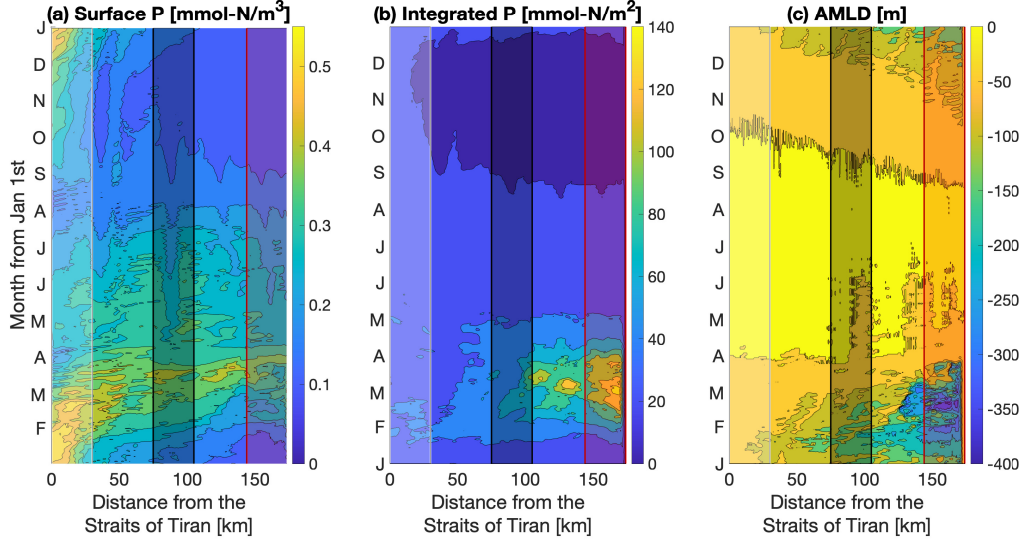 (a) Surface P [mmol-N/m3]
(b) Integrated P [mmol-N/m2]
(c) AMLD [m]
Month from Jan 1st
J
D
N
O
S
A
J
J
M
A
M
F
0
50
100
150
Distance from the
Straits of Tiran [km]
0.5
0.4
0.3
0.2
0.1
0
J
D
N
O
S
A
J
J
M
A
M
F
J
0
50
100
150
Distance from the
Straits of Tiran [km]
140
120
100
80
60
40
20
0
D
N
O
S
A
J
J
M
A
M
F
J
0
50
100
150
Distance from the
Straits of Tiran [km]
0
-50
-100
-150
-200
-250
-300
-350
-400